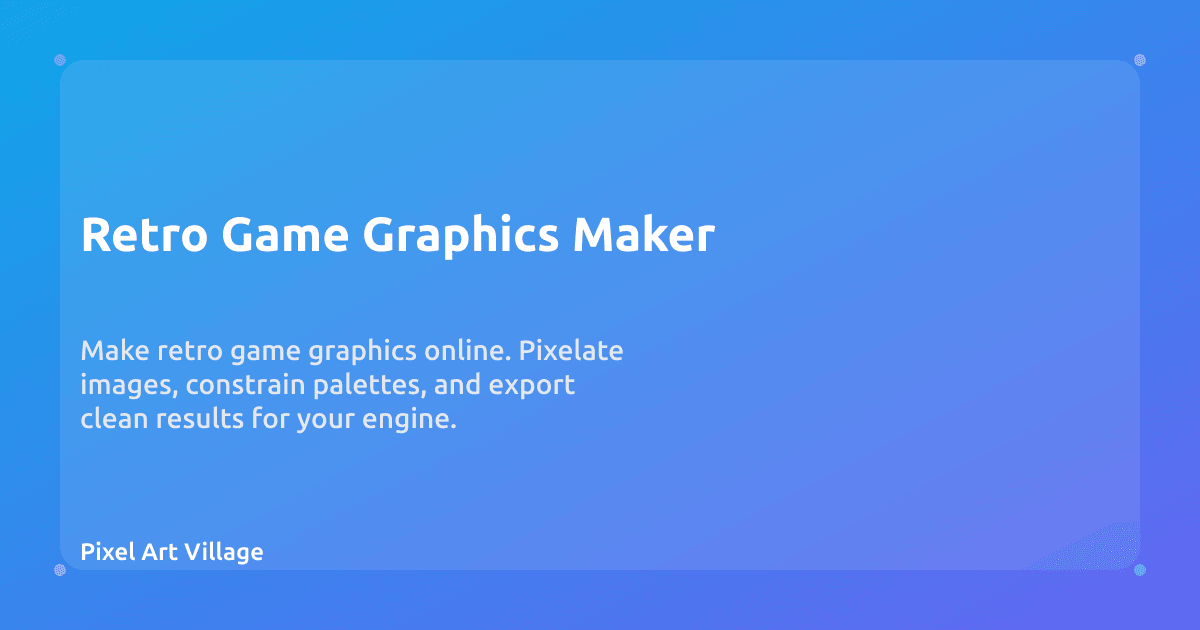 Retro Game Graphics Maker
Make retro game graphics online. Pixelate
images, constrain palettes, and export
clean results for your engine.
Pixel Art Village